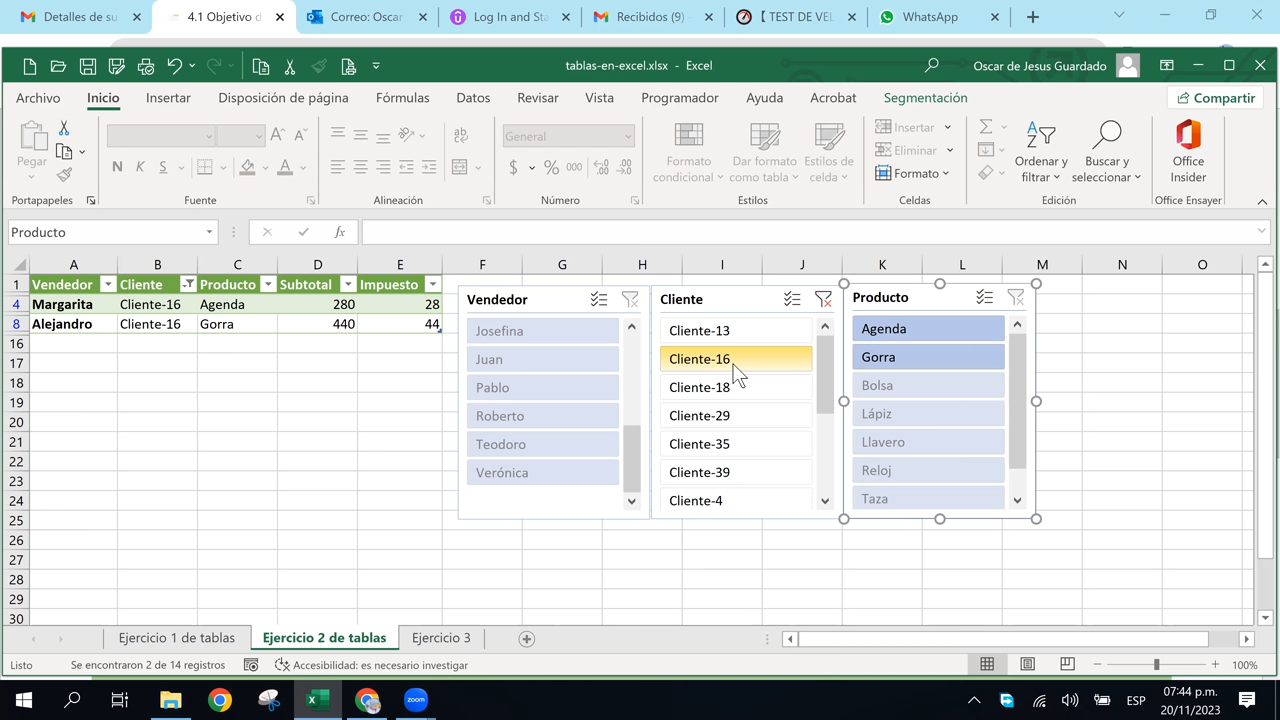 Detalles de su
4.1 Objetivo d
Correo: Oscar
Log In and Sta
Recibidos (9)
【 TEST DE VEL
WhatsApp
tablas-en-excel.xlsx - Excel
Oscar de Jesus Guardado
Archivo Inicio Insertar Disposición de página Fórmulas Datos Revisar Vista Programador Ayuda Acrobat Segmentación Compartir
Pegar
N K S
General
$ % 000
Formato condicional
Dar formato como tabla
Estilos de celda
Insertar
Eliminar
Formato
Ordenar y filtrar
Buscar y seleccionar
Office Insider
Portapapeles Fuente Alineación Número Estilos Celdas Edición Office Ensayer
Producto fx
A B C D E F G H I J K L M N O
1 Vendedor Cliente Producto Subtotal Impuesto
4 Margarita Cliente-16 Agenda 280 28
8 Alejandro Cliente-16 Gorra 440 44
16
17
18
19
20
21
22
23
24
25
26
27
28
29
30
Vendedor
Josefina
Juan
Pablo
Roberto
Teodoro
Verónica
Cliente
Cliente-13
Cliente-16
Cliente-18
Cliente-29
Cliente-35
Cliente-39
Cliente-4
Producto
Agenda
Gorra
Bolsa
Lápiz
Llavero
Reloj
Taza
Ejercicio 1 de tablas Ejercicio 2 de tablas Ejercicio 3
Listo Se encontraron 2 de 14 registros Accesibilidad: es necesario investigar 100%
zoom
ESP
07:44 p.m.
20/11/2023